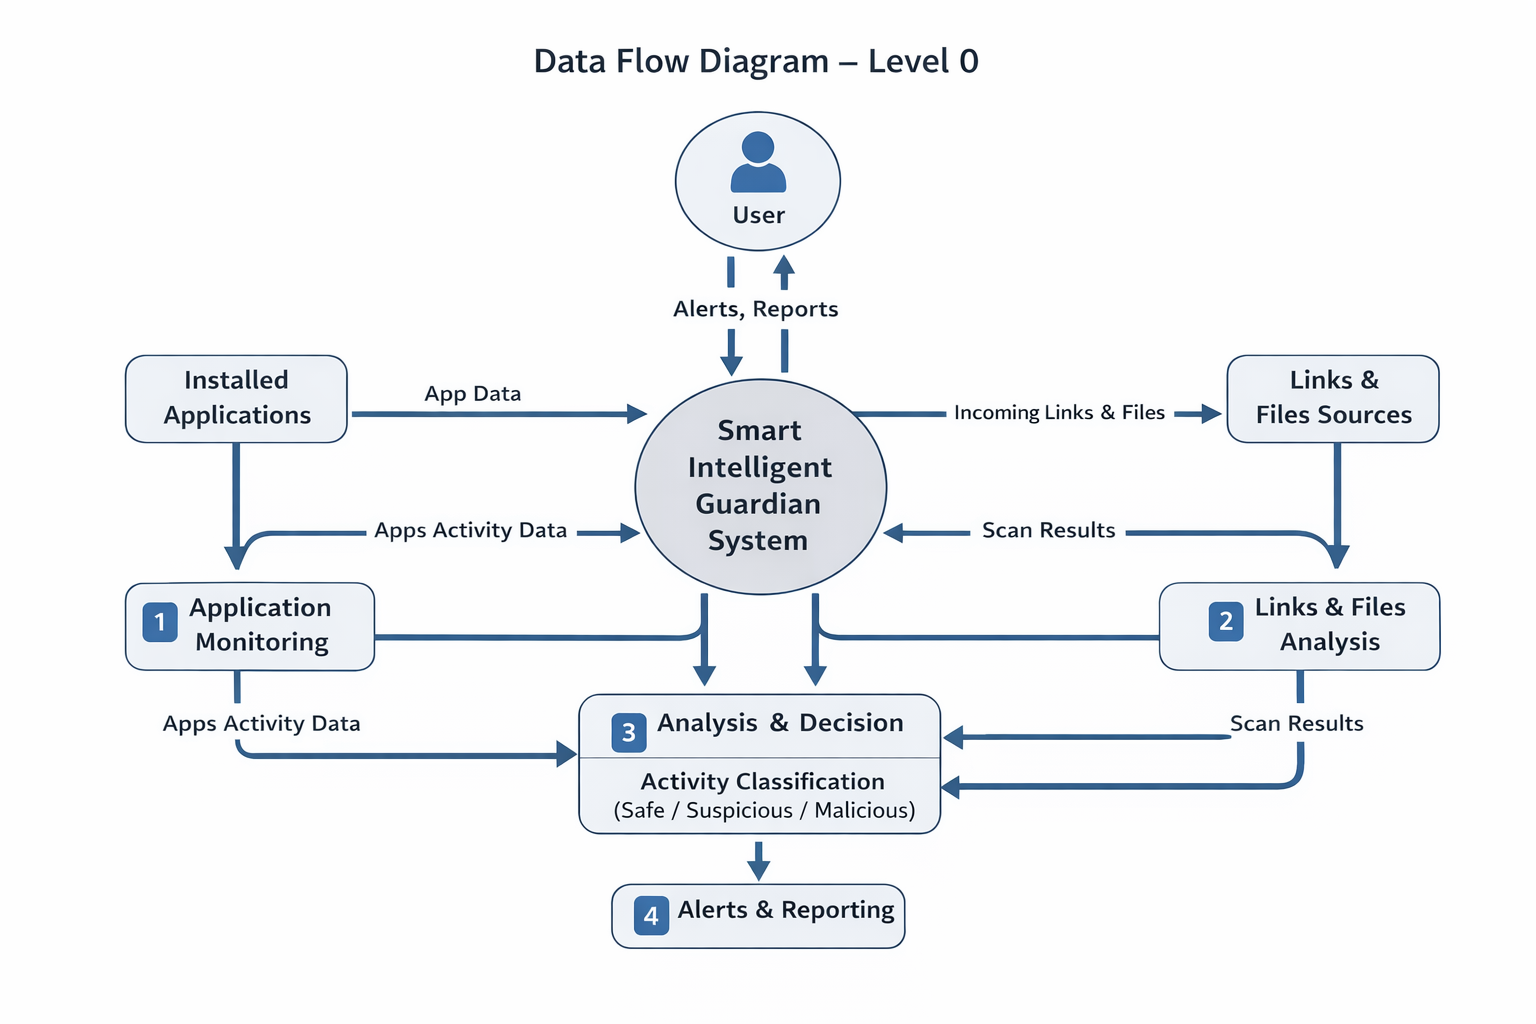 Data Flow Diagram – Level 0
User
Alerts, Reports
Installed
Applications
App Data
Smart
Intelligent
Guardian
System
Incoming Links & Files
Links &
Files Sources
Apps Activity Data
Scan Results
1
Application
Monitoring
2
Links & Files
Analysis
Apps Activity Data
3
Analysis & Decision
Scan Results
Activity Classification
(Safe / Suspicious / Malicious)
4
Alerts & Reporting